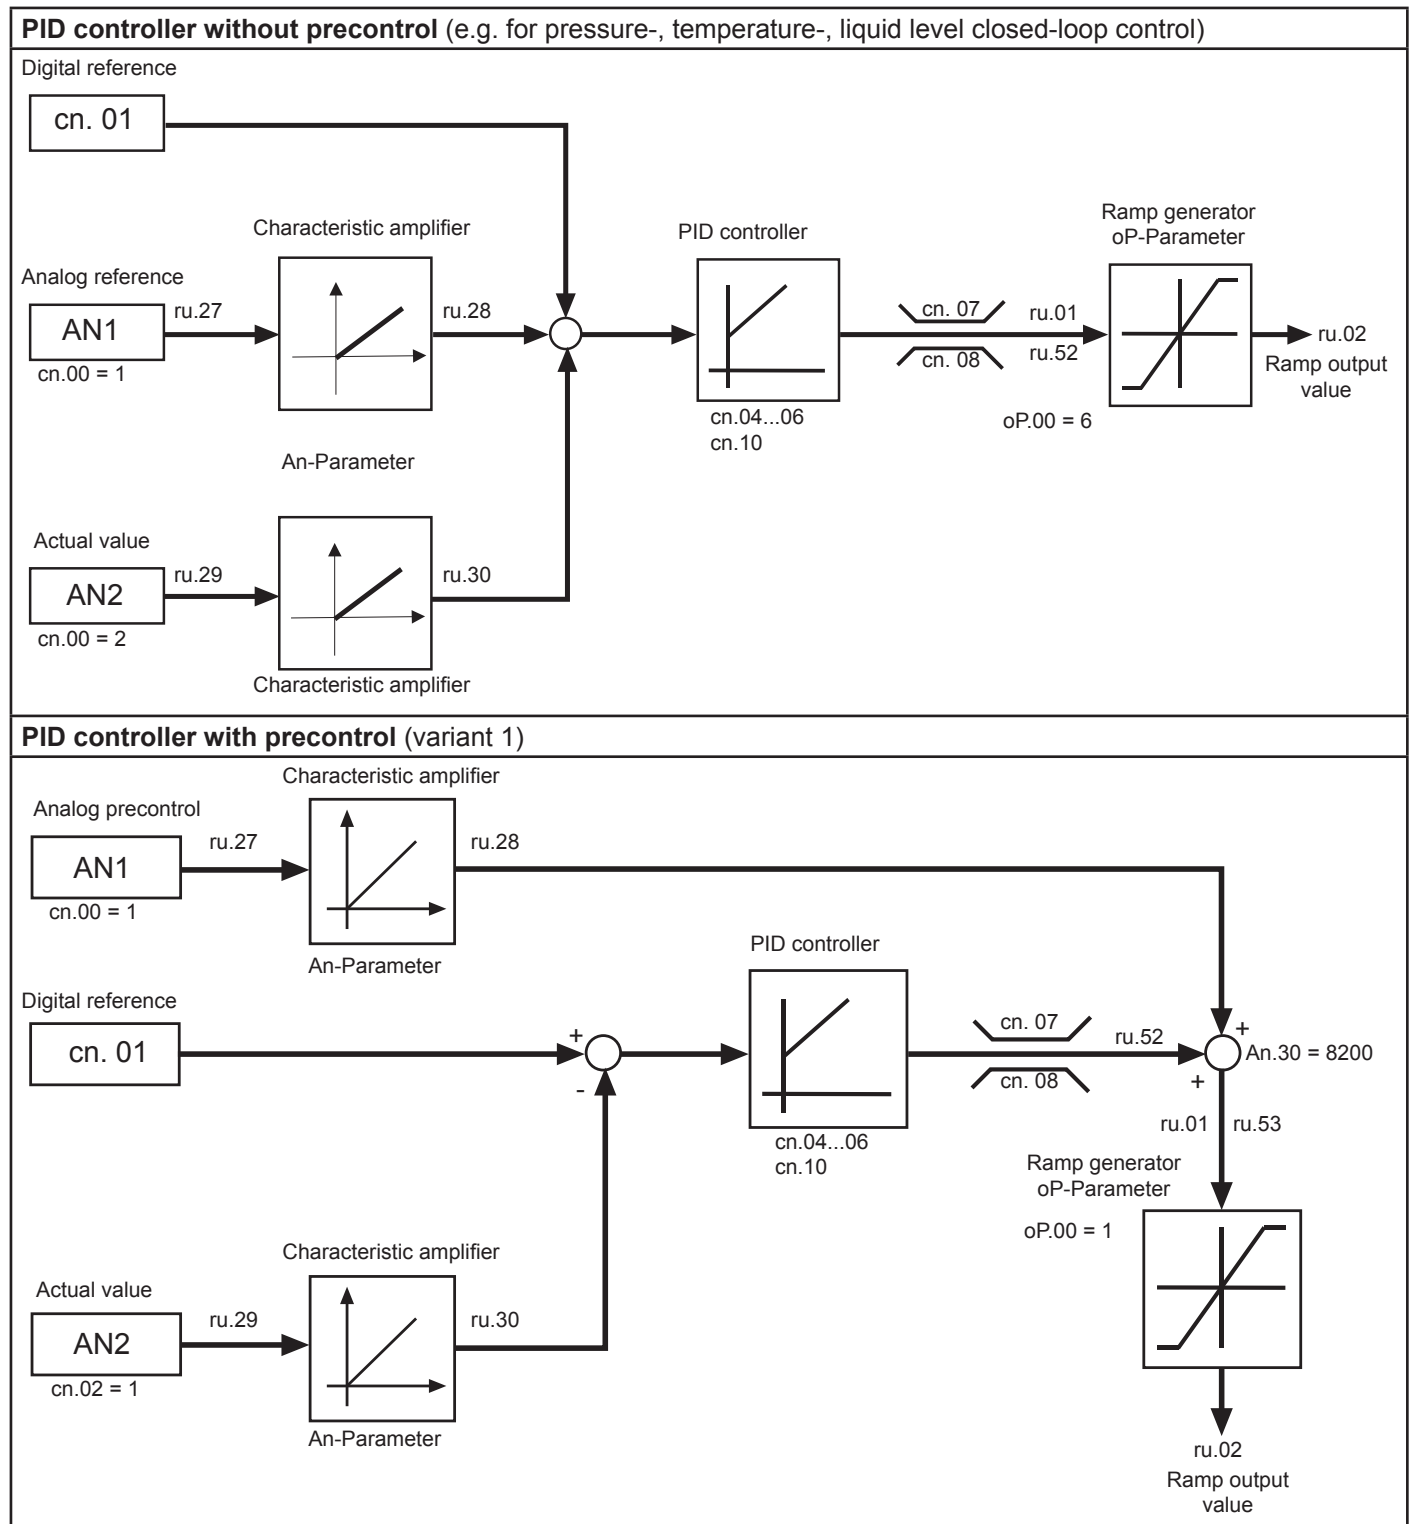 PID controller without precontrol (e.g. for pressure-, temperature-, liquid level closed-loop control)
Digital reference
cn. 01
Characteristic amplifier
PID controller
Ramp generator
oP-Parameter
Analog reference
AN1
ru.27
ru.28
cn. 07
ru.01
cn. 08
ru.52
ru.02
Ramp output
value
cn.00 = 1
cn.04...06
cn.10
oP.00 = 6
An-Parameter
Actual value
AN2
ru.29
ru.30
cn.00 = 2
Characteristic amplifier
PID controller with precontrol (variant 1)
Characteristic amplifier
Analog precontrol
AN1
ru.27
ru.28
cn.00 = 1
An-Parameter
PID controller
Digital reference
cn. 01
+
-
cn. 07
cn. 08
ru.52
+
An.30 = 8200
+
cn.04...06
cn.10
ru.01
ru.53
Ramp generator
oP-Parameter
oP.00 = 1
Characteristic amplifier
Actual value
AN2
ru.29
ru.30
cn.02 = 1
An-Parameter
ru.02
Ramp output
value